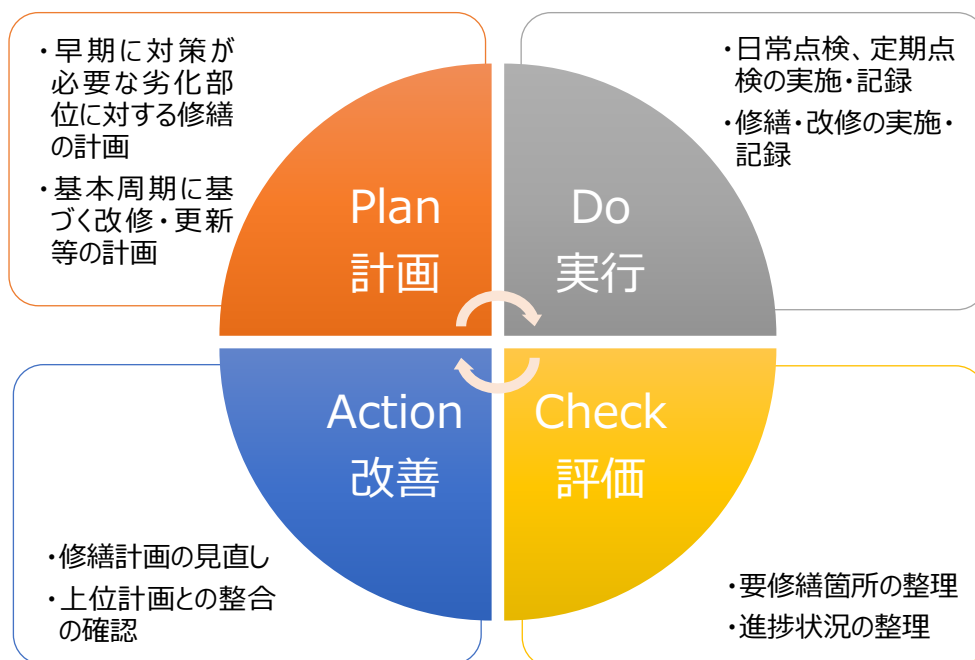 ・早期に対策が
必要な劣化部
位に対する修繕
の計画
・基本周期に基
づく改修・更新
等の計画
・日常点検、定期点
検の実施・記録
・修繕・改修の実施・
記録
Plan
計画
Do
実行
Action
改善
Check
評価
・修繕計画の見直し
・上位計画との整合
の確認
・要修繕箇所の整理
・進捗状況の整理